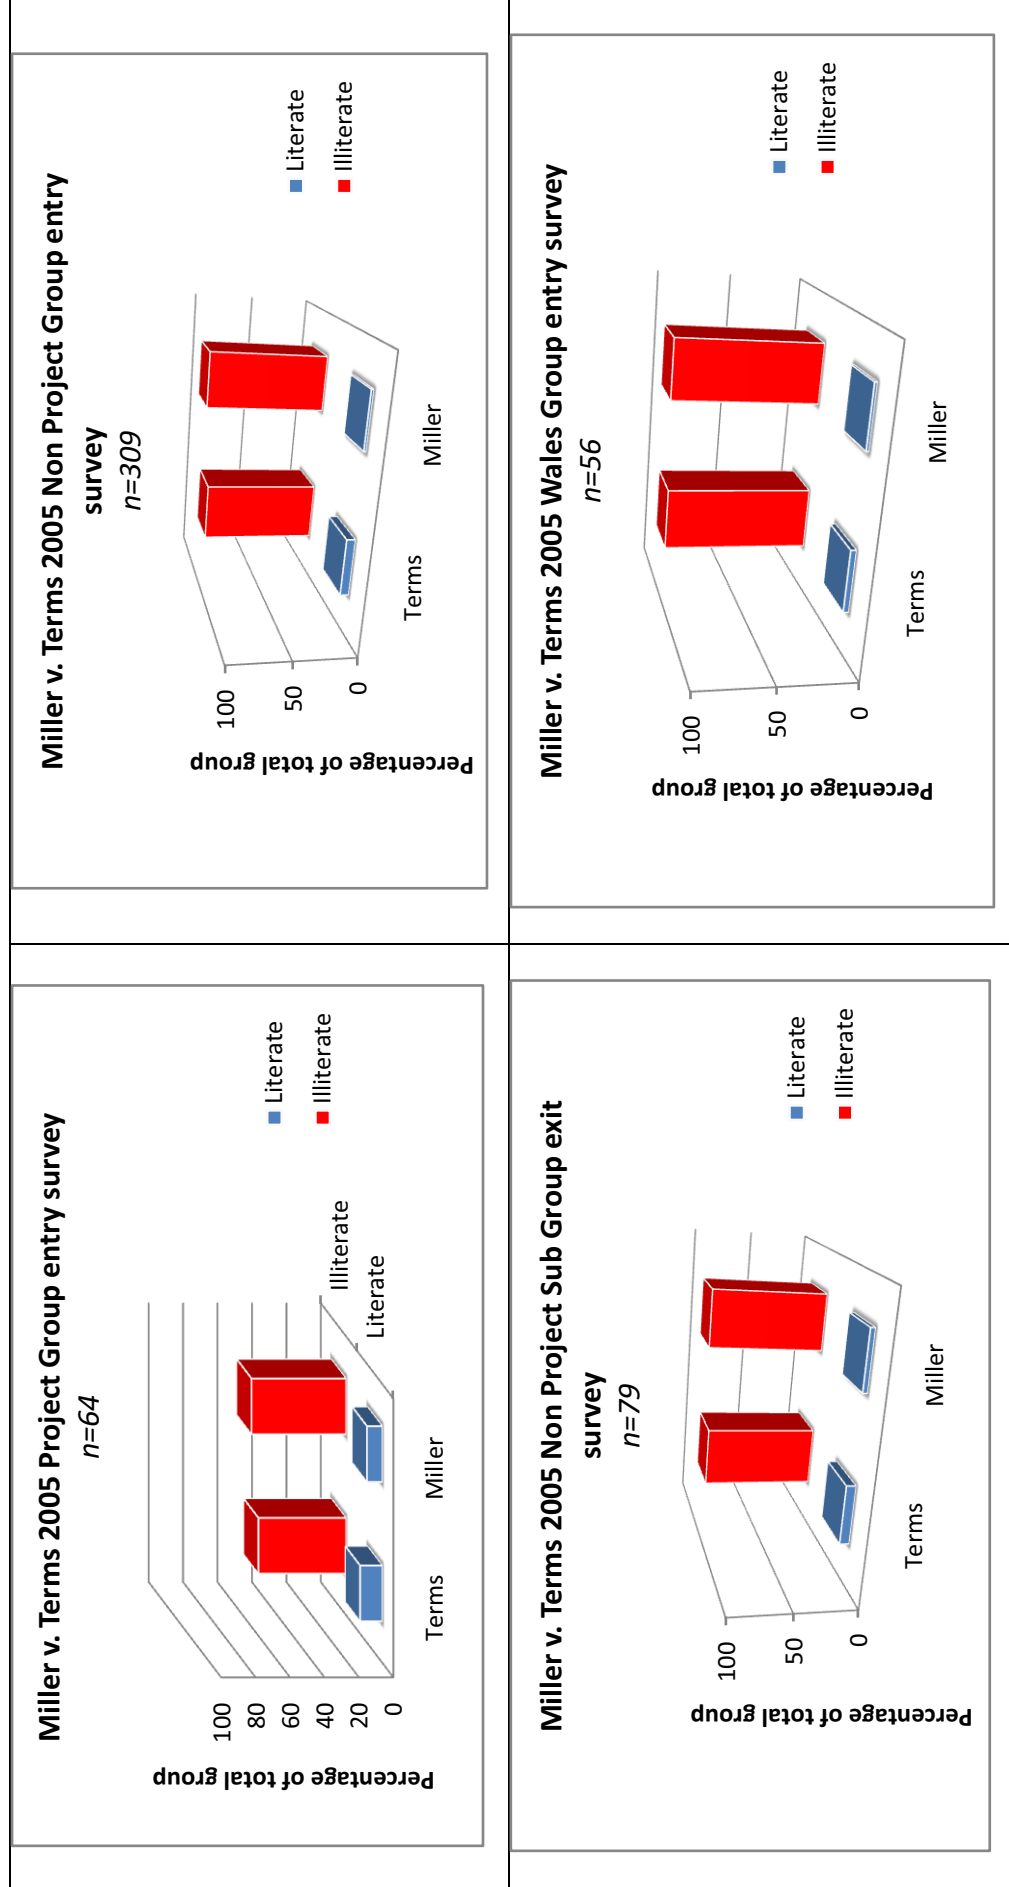 Miller v. Terms 2005 Project Group entry survey
n=64
Percentage of total group
100
80
60
40
20
0
Terms
Miller
Literate
Illiterate
Literate
Illiterate
Miller v. Terms 2005 Non Project Group entry
survey
n=309
Percentage of total group
100
50
0
Terms
Miller
Literate
Illiterate
Miller v. Terms 2005 Non Project Sub Group exit
survey
n=79
Percentage of total group
100
50
0
Terms
Miller
Literate
Illiterate
Miller v. Terms 2005 Wales Group entry survey
n=56
Percentage of total group
100
50
0
Terms
Miller
Literate
Illiterate